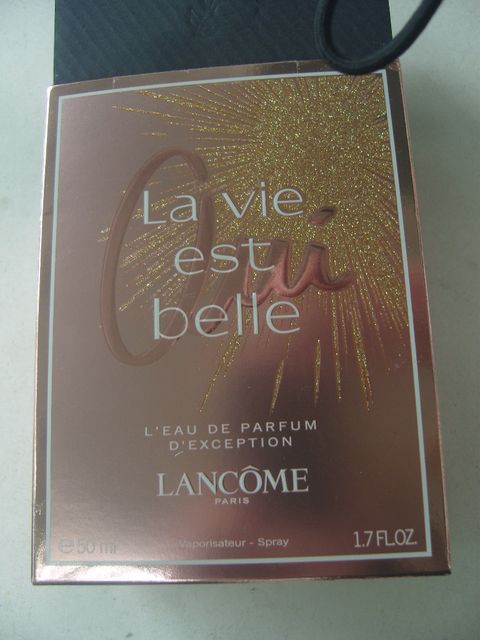 La vie
est
belle
Oui
L'EAU DE PARFUM
D'EXCEPTION
LANCÔME
PARIS
e 50 ml Vaporisateur - Spray 1.7 FL.OZ.